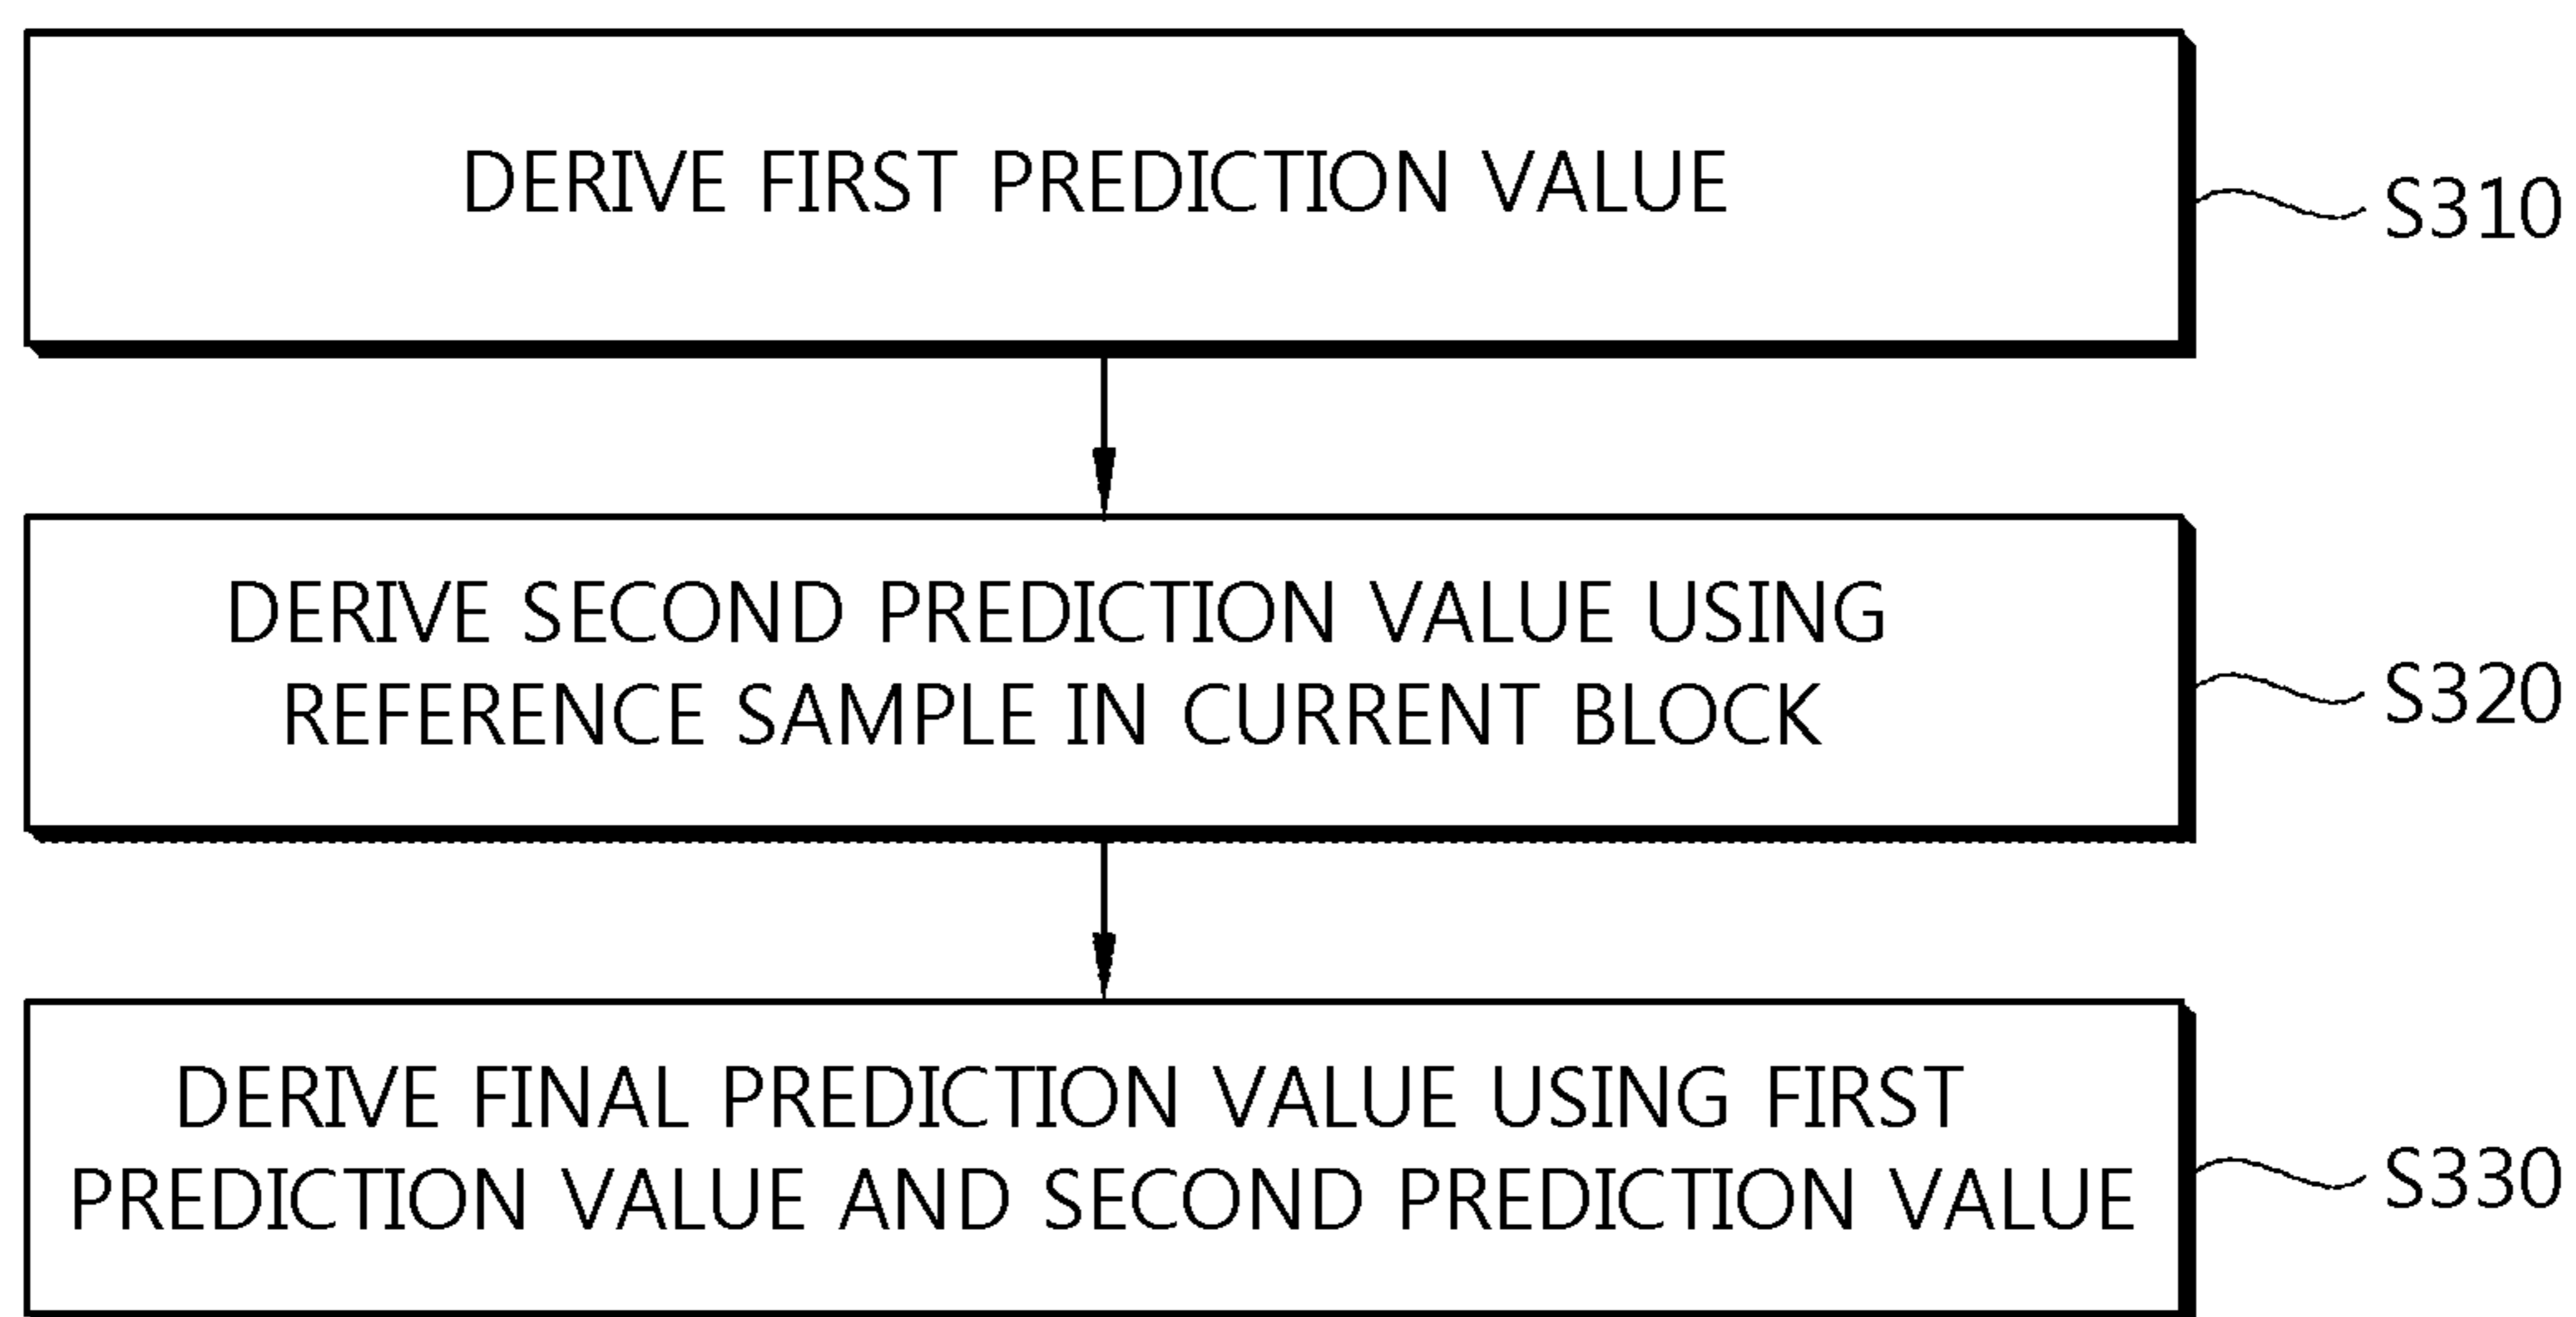 DERIVE FIRST PREDICTION VALUE
S310
DERIVE SECOND PREDICTION VALUE USING
REFERENCE SAMPLE IN CURRENT BLOCK
S320
DERIVE FINAL PREDICTION VALUE USING FIRST
PREDICTION VALUE AND SECOND PREDICTION VALUE
S330